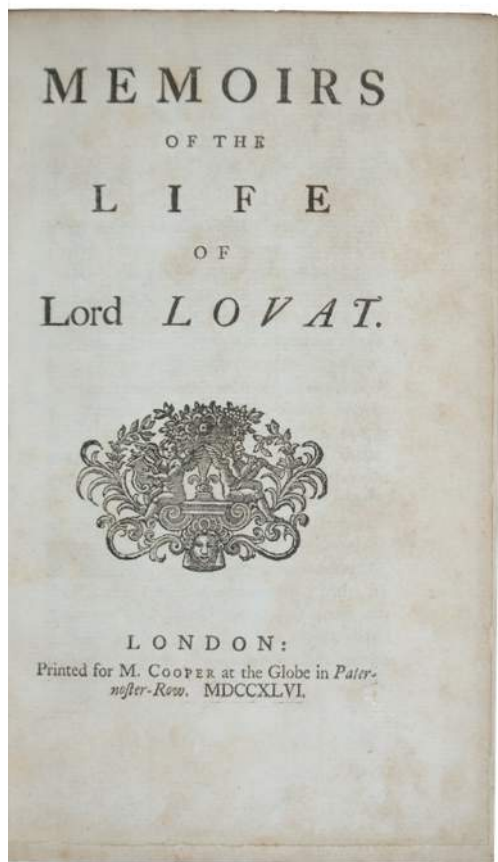 MEMOIRS
OF THE
LIFE
OF
Lord LOVAT.
LONDON:
Printed for M. COOPER at the Globe in Pater-
noſter-Row. MDCCXLVI.